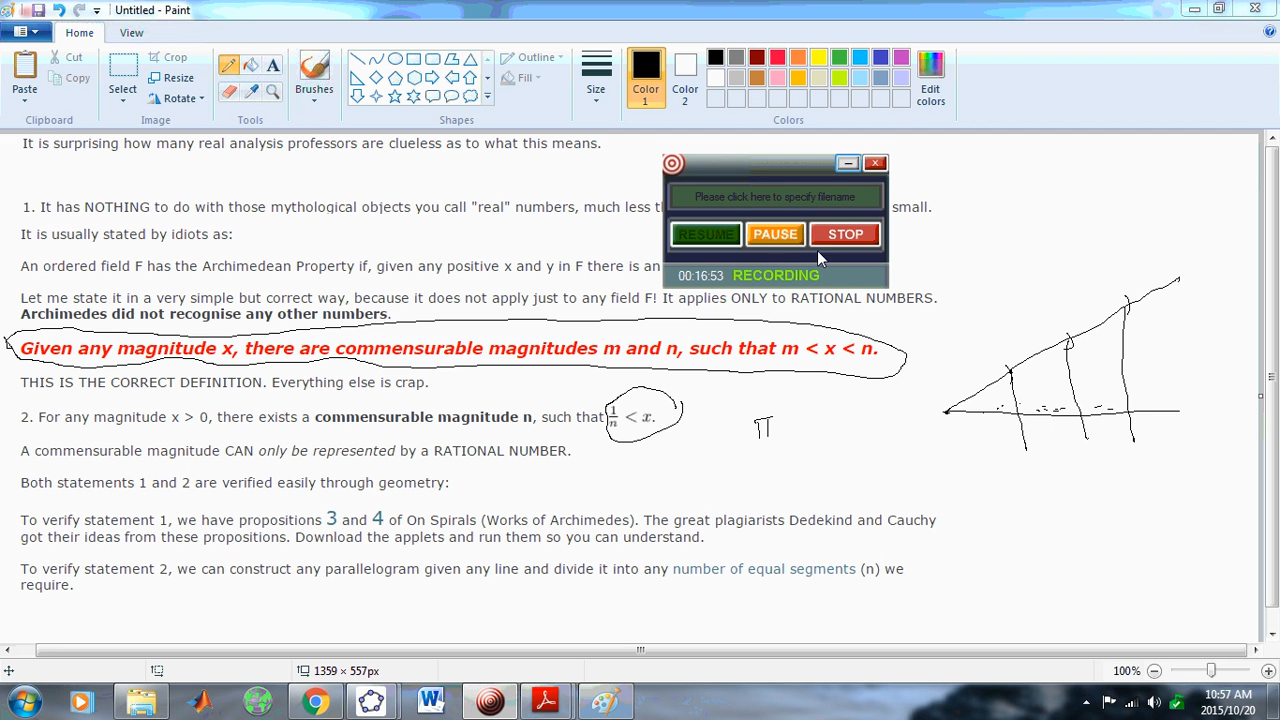 Untitled - Paint
Home
View
Paste
Cut
Copy
Clipboard
Select
Crop
Resize
Rotate
Image
Tools
Brushes
Shapes
Outline
Fill
Size
Color 1
Color 2
Edit colors
Colors
It is surprising how many real analysis professors are clueless as to what this means.
1. It has NOTHING to do with those mythological objects you call "real" numbers, much less th small.
It is usually stated by idiots as:
An ordered field F has the Archimedean Property if, given any positive x and y in F there is an
Let me state it in a very simple but correct way, because it does not apply just to any field F! It applies ONLY to RATIONAL NUMBERS.
Archimedes did not recognise any other numbers.
Given any magnitude x, there are commensurable magnitudes m and n, such that m < x < n.
THIS IS THE CORRECT DEFINITION. Everything else is crap.
2. For any magnitude x > 0, there exists a commensurable magnitude n, such that 1/n < x.
π
A commensurable magnitude CAN only be represented by a RATIONAL NUMBER.
Both statements 1 and 2 are verified easily through geometry:
To verify statement 1, we have propositions 3 and 4 of On Spirals (Works of Archimedes). The great plagiarists Dedekind and Cauchy
got their ideas from these propositions. Download the applets and run them so you can understand.
To verify statement 2, we can construct any parallelogram given any line and divide it into any number of equal segments (n) we
require.
Please click here to specify filename
RESUME
PAUSE
STOP
00:16:53 RECORDING
1359 × 557px
100%
10:57 AM
2015/10/20